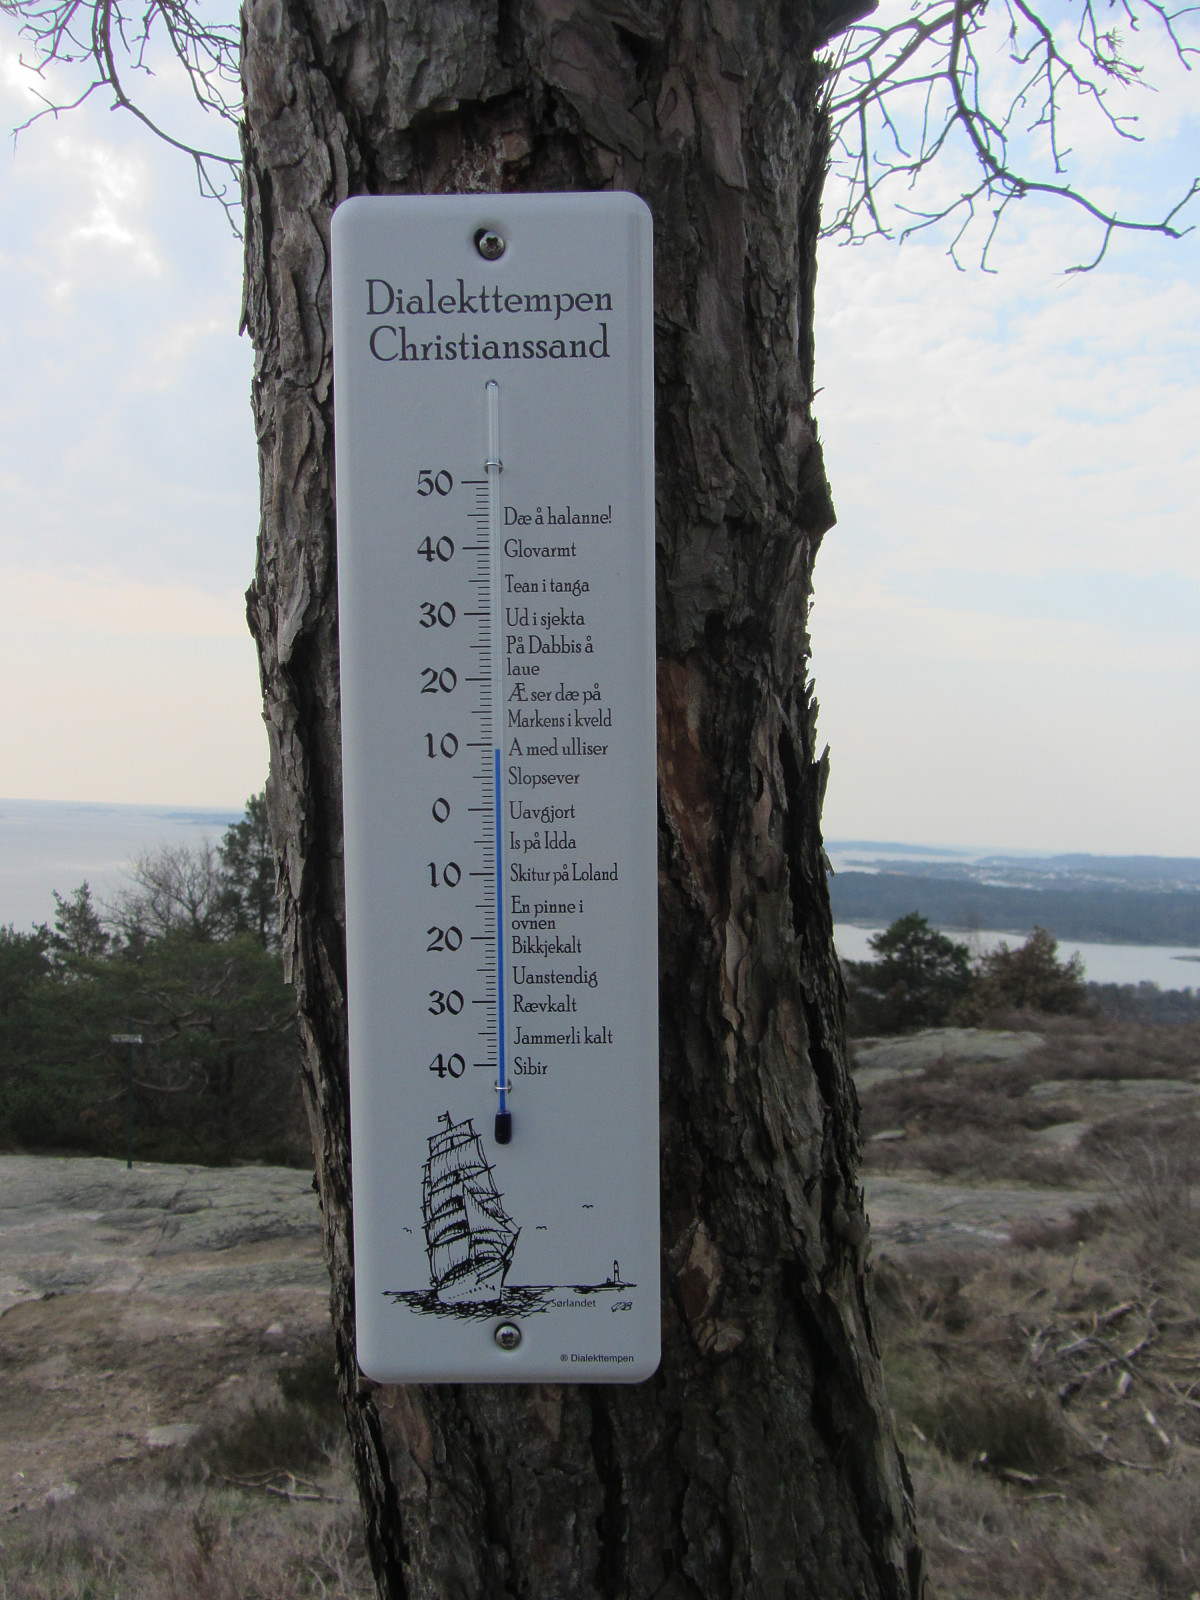 Dialekttempen
Christianssand
50
Dæ å halanne!
40 Glovarmt
Tean i tanga
30 Ud i sjekta
På Dabbis å
laue
20
Æ ser dæ på
Markens i kveld
10 A med ulliser
Slopsever
0 Uavgjort
Is på Idda
10 Skitur på Loland
En pinne i
ovnen
20 Bikkjekalt
Uanstendig
30 Rævkalt
Jammerli kalt
40 Sibir
Sørlandet
® Dialekttempen